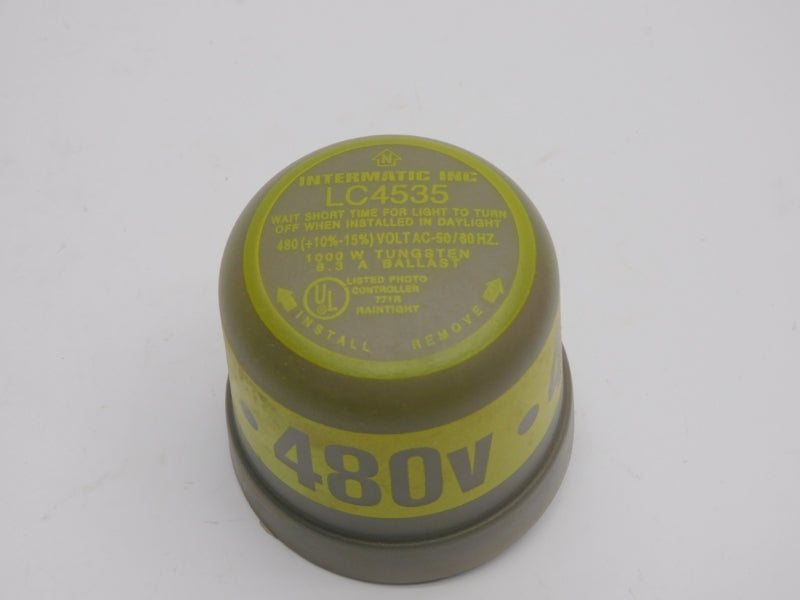 N
INTERMATIC INC
LC4535
WAIT SHORT TIME FOR LIGHT TO TURN
OFF WHEN INSTALLED IN DAYLIGHT
480 (+10%-15%) VOLT AC-50/60 HZ.
1000 W TUNGSTEN
8.3 A BALLAST
UL
LISTED PHOTO
CONTROLLER
771R
RAINTIGHT
INSTALL REMOVE
• 480V •